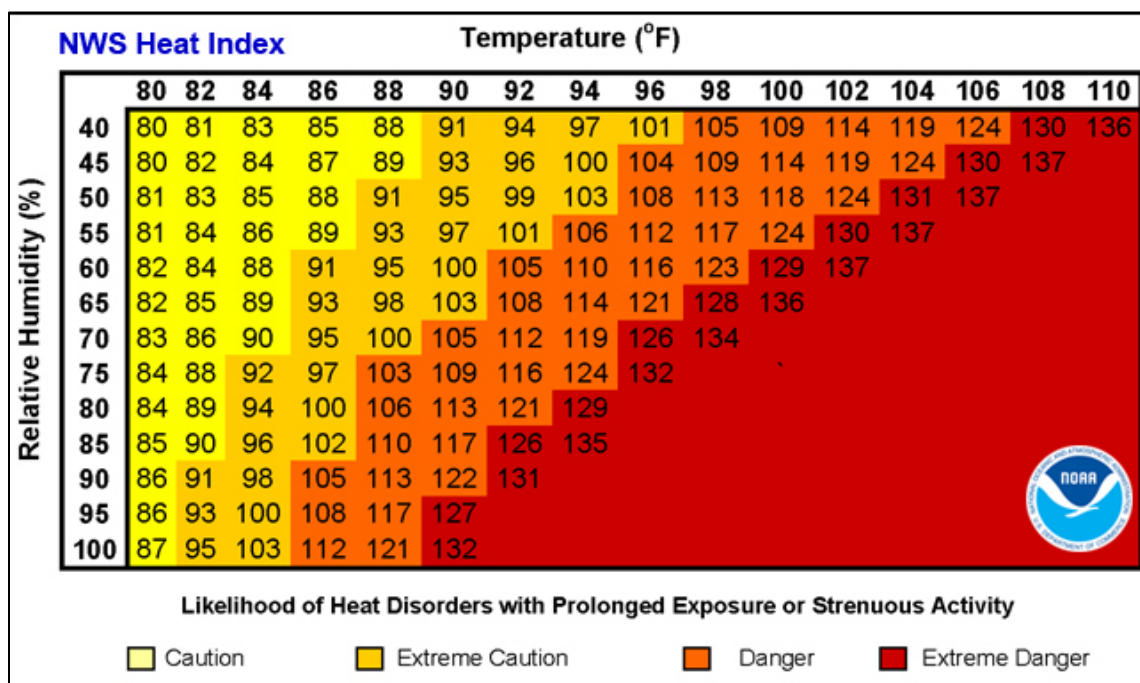 NWS Heat Index
Temperature (°F)
80 82 84 86 88 90 92 94 96 98 100 102 104 106 108 110
Relative Humidity (%)
40 80 81 83 85 88 91 94 97 101 105 109 114 119 124 130 136
45 80 82 84 87 89 93 96 100 104 109 114 119 124 130 137
50 81 83 85 88 91 95 99 103 108 113 118 124 131 137
55 81 84 86 89 93 97 101 106 112 117 124 130 137
60 82 84 88 91 95 100 105 110 116 123 129 137
65 82 85 89 93 98 103 108 114 121 128 136
70 83 86 90 95 100 105 112 119 126 134
75 84 88 92 97 103 109 116 124 132
80 84 89 94 100 106 113 121 129
85 85 90 96 102 110 117 126 135
90 86 91 98 105 113 122 131
95 86 93 100 108 117 127
100 87 95 103 112 121 132
NATIONAL OCEANIC AND ATMOSPHERIC ADMINISTRATION
NOAA
U.S. DEPARTMENT OF COMMERCE
Likelihood of Heat Disorders with Prolonged Exposure or Strenuous Activity
Caution
Extreme Caution
Danger
Extreme Danger